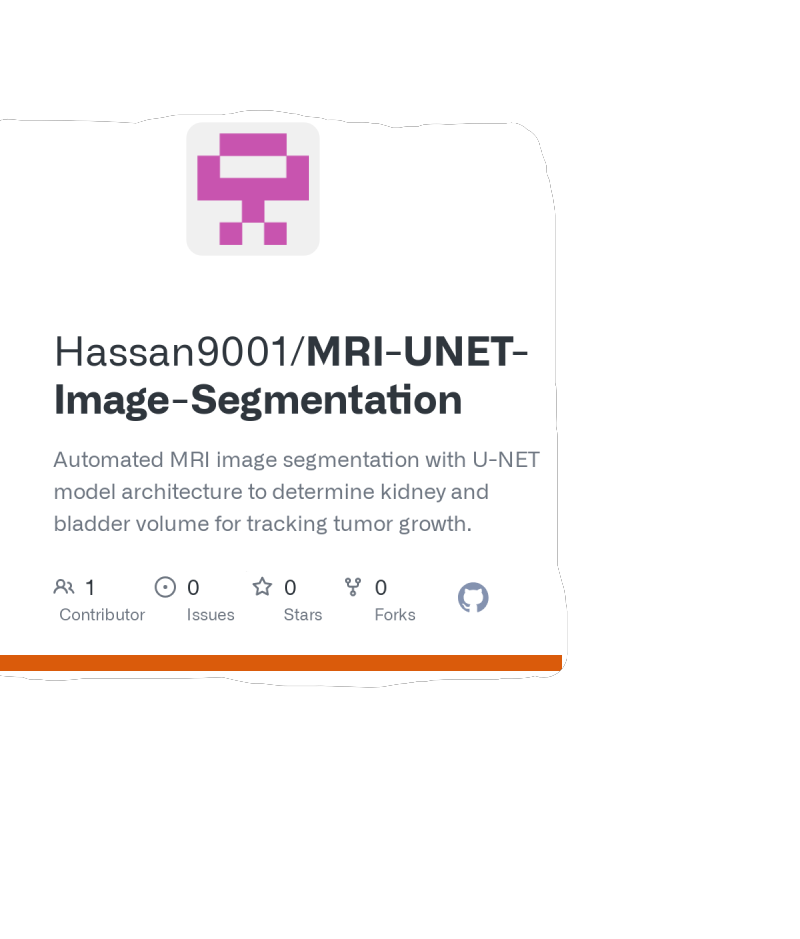 Hassan9001/MRI-UNET-
Image-Segmentation
Automated MRI image segmentation with U-NET
model architecture to determine kidney and
bladder volume for tracking tumor growth.
1 0 0 0
Contributor Issues Stars Forks